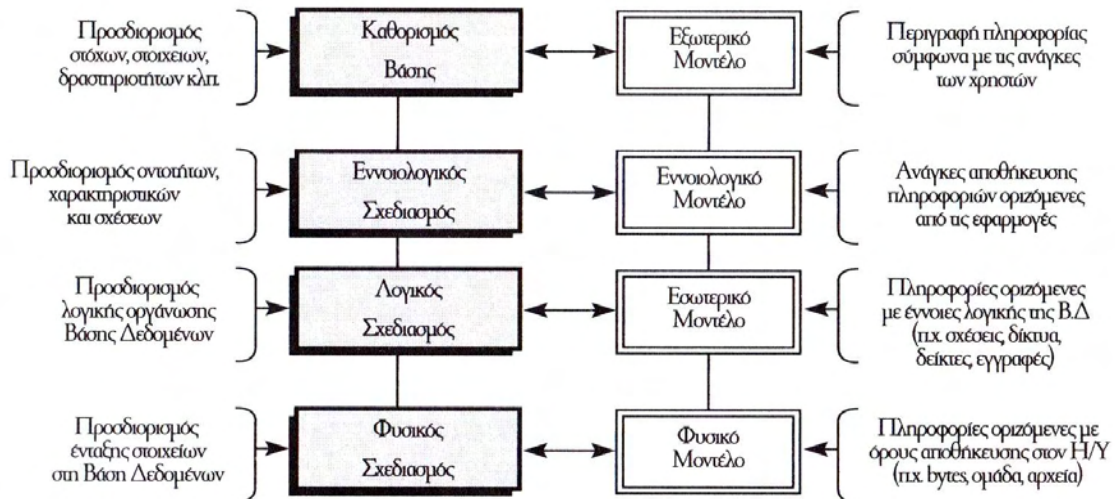 Προσδιορισμός
στόχων, στοιχείων,
δραστηριοτήτων κλπ.
Καθορισμός
Βάσης
Εξωτερικό
Μοντέλο
Περιγραφή πληροφορίας
σύμφωνα με τις ανάγκες
των χρηστών
Προσδιορισμός οντοτήτων,
χαρακτηριστικών
και σχέσεων
Εννοιολογικός
Σχεδιασμός
Εννοιολογικό
Μοντέλο
Ανάγκες αποθήκευσης
πληροφοριών οριζόμενες
από τις εφαρμογές
Προσδιορισμός
λογικής οργάνωσης
Βάσης Δεδομένων
Λογικός
Σχεδιασμός
Εσωτερικό
Μοντέλο
Πληροφορίες οριζόμενες
με έννοιες λογικής της Β.Δ
(π.χ. σχέσεις, δίκτυα,
δείκτες, εγγραφές)
Προσδιορισμός
ένταξης στοιχείων
στη Βάση Δεδομένων
Φυσικός
Σχεδιασμός
Φυσικό
Μοντέλο
Πληροφορίες οριζόμενες με
όρους αποθήκευσης στον Η/Υ
(π.χ. bytes, ομάδα, αρχεία)